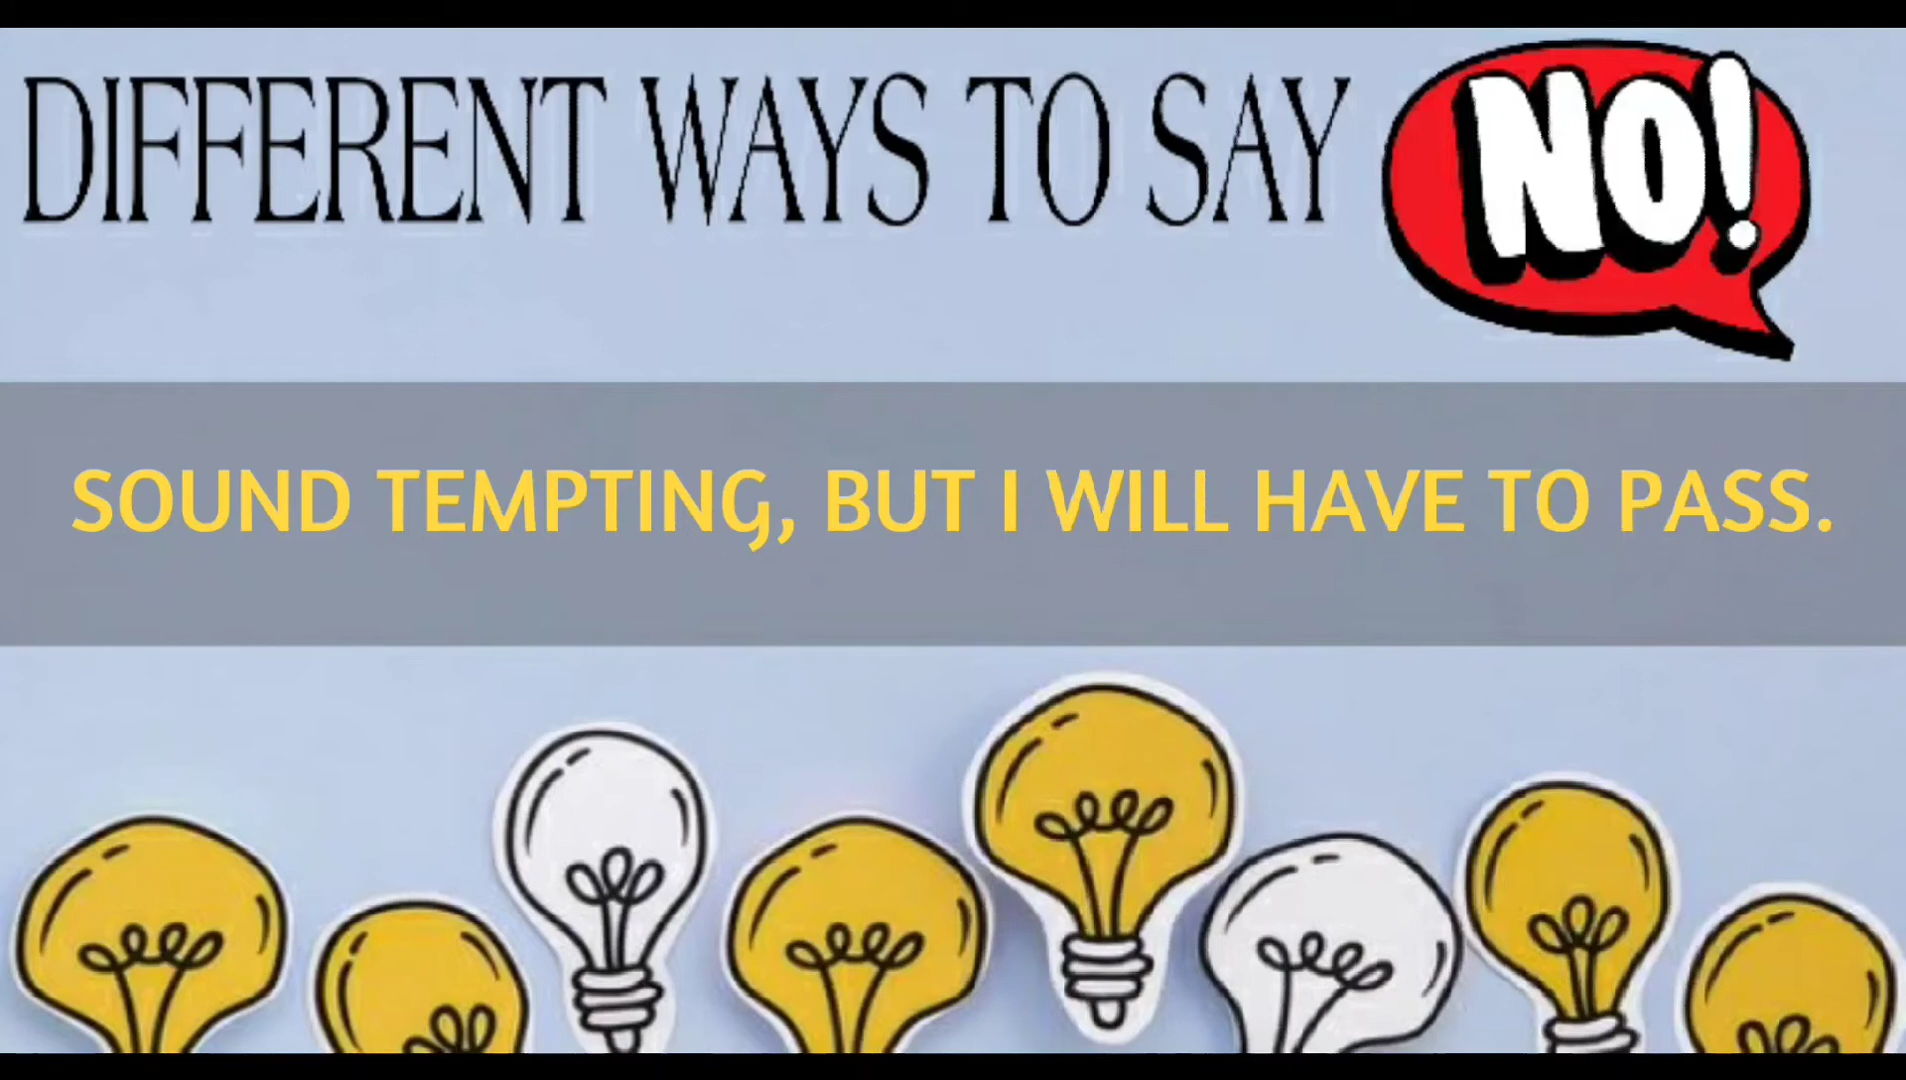 DIFFERENT WAYS TO SAY NO!
SOUND TEMPTING, BUT I WILL HAVE TO PASS.